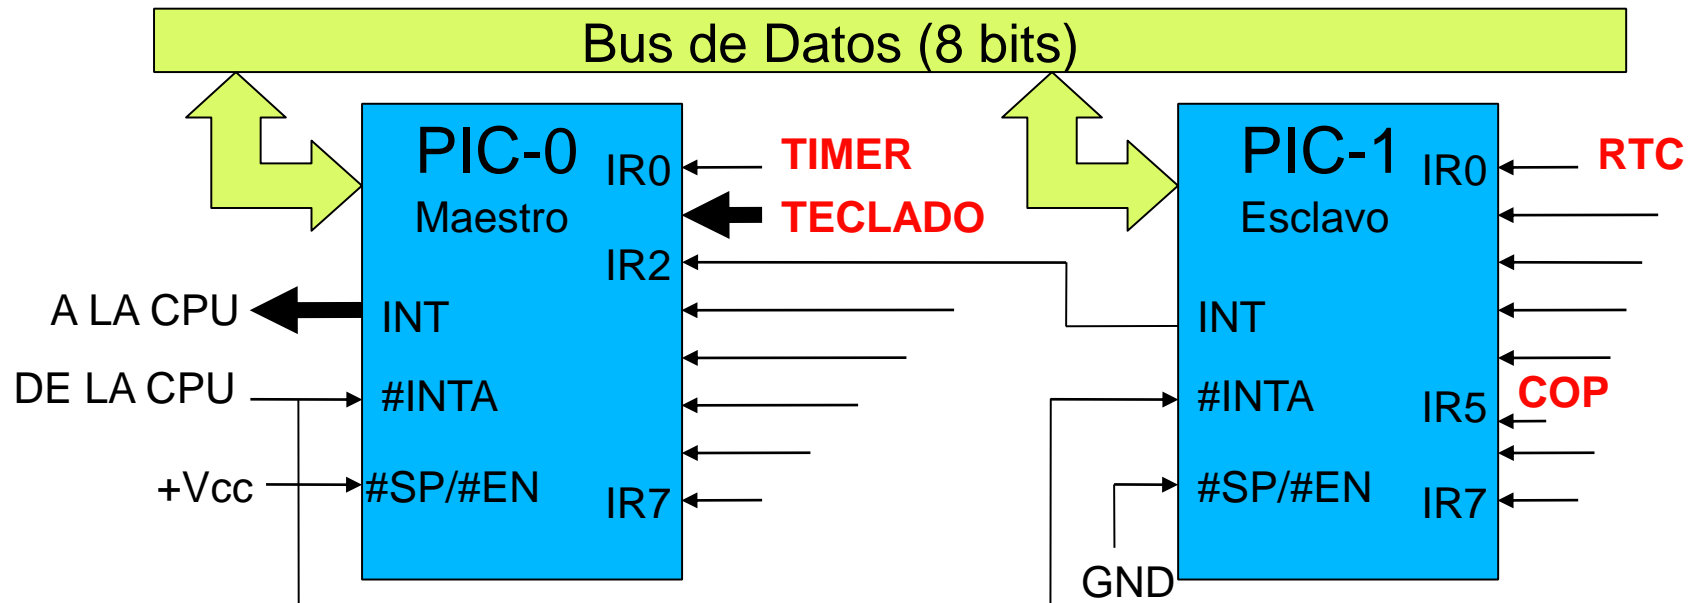 Bus de Datos (8 bits)
PIC-0
Maestro
IR0
TIMER
TECLADO
IR2
A LA CPU
INT
DE LA CPU
#INTA
+Vcc
#SP/#EN
IR7
PIC-1
Esclavo
IR0
RTC
INT
#INTA
IR5
COP
#SP/#EN
IR7
GND